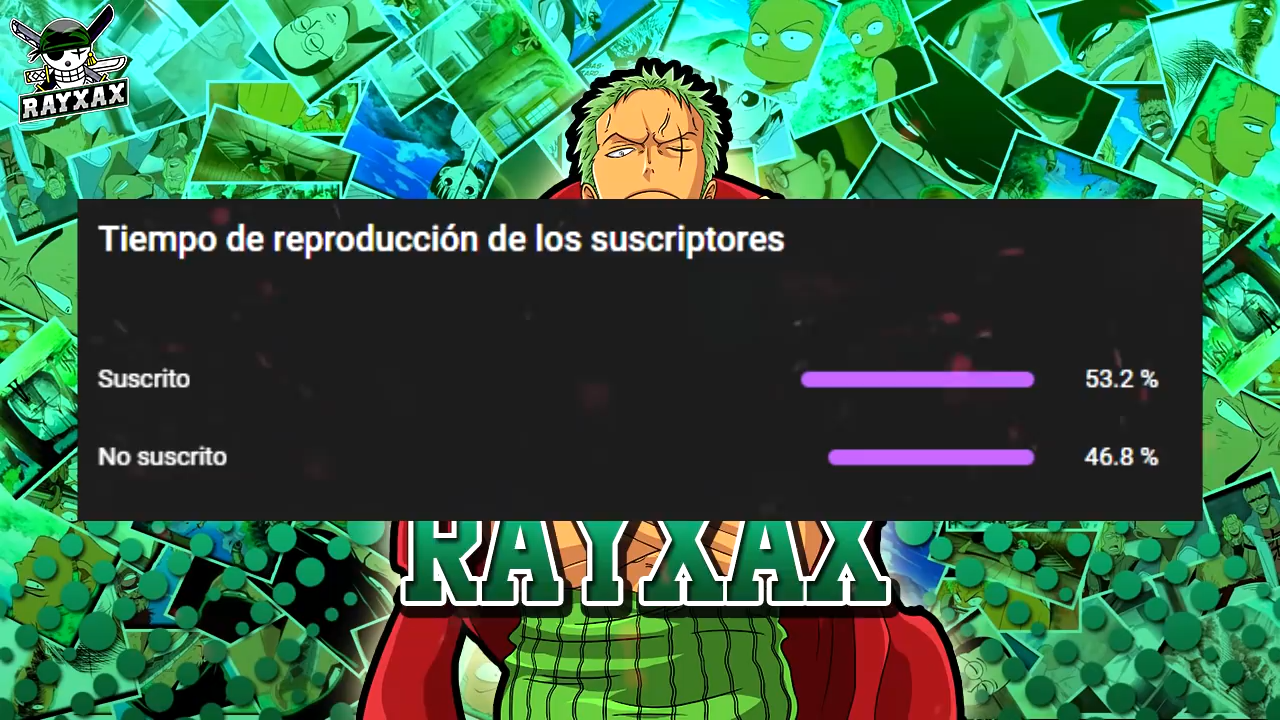 RAYXAX
Tiempo de reproducción de los suscriptores
Suscrito
53.2 %
No suscrito
46.8 %
RAYXAX